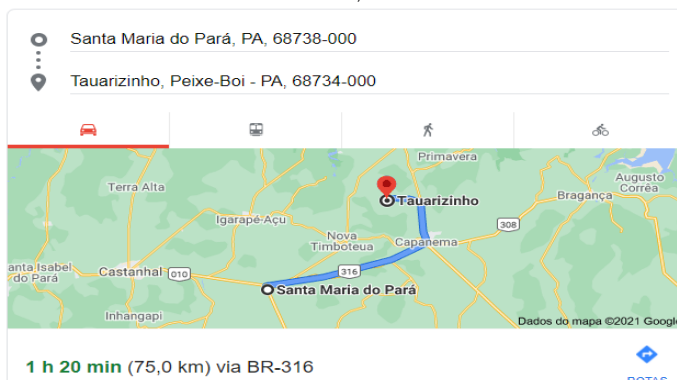 Santa Maria do Pará, PA, 68738-000
Tauarizinho, Peixe-Boi - PA, 68734-000
Primavera
Terra Alta
Augusto
Corrêa
Bragança
Tauarizinho
Igarapé-Açu
308
Nova
Timboteua
Capanema
anta Isabel
do Pará
Castanhal
010
316
Santa Maria do Pará
Inhangapi
Dados do mapa ©2021 Google
1 h 20 min (75,0 km) via BR-316
ROTAS